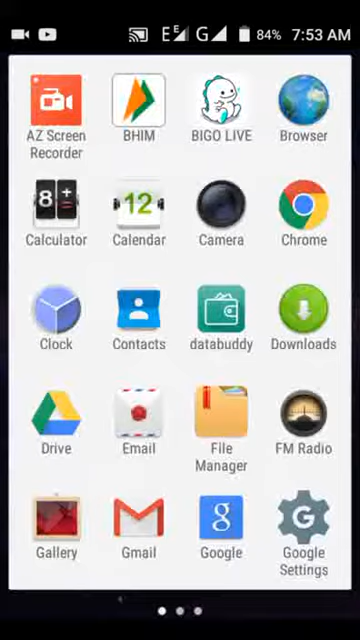 E E G 84% 7:53 AM
AZ Screen Recorder
BHIM
BIGO LIVE
Browser
8 + =
Calculator
12
Calendar
Camera
Chrome
Clock
Contacts
databuddy
Downloads
Drive
Email
File Manager
FM Radio
Gallery
Gmail
g
Google
G
Google Settings